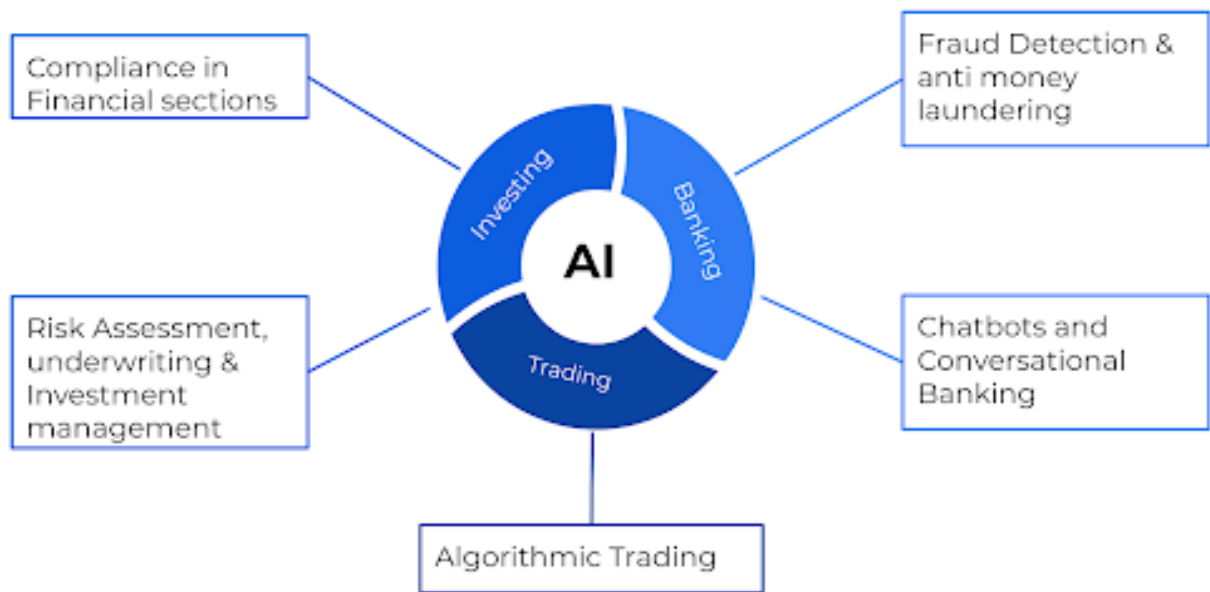 Compliance in
Financial sections
Fraud Detection &
anti money
laundering
Investing
Banking
AI
Trading
Risk Assessment,
underwriting &
Investment
management
Chatbots and
Conversational
Banking
Algorithmic Trading